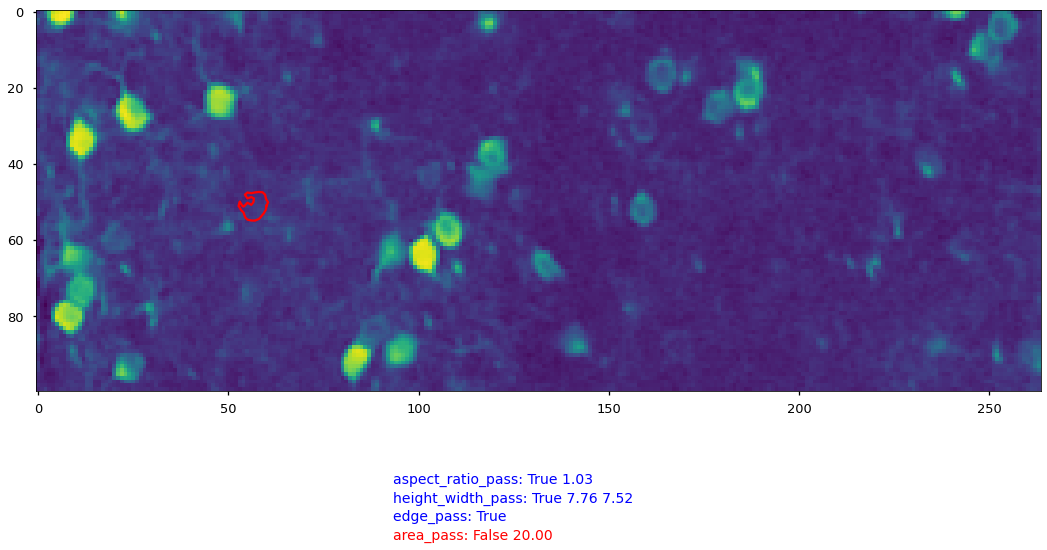 0
20
40
60
80
0 50 100 150 200 250
aspect_ratio_pass: True 1.03
height_width_pass: True 7.76 7.52
edge_pass: True
area_pass: False 20.00